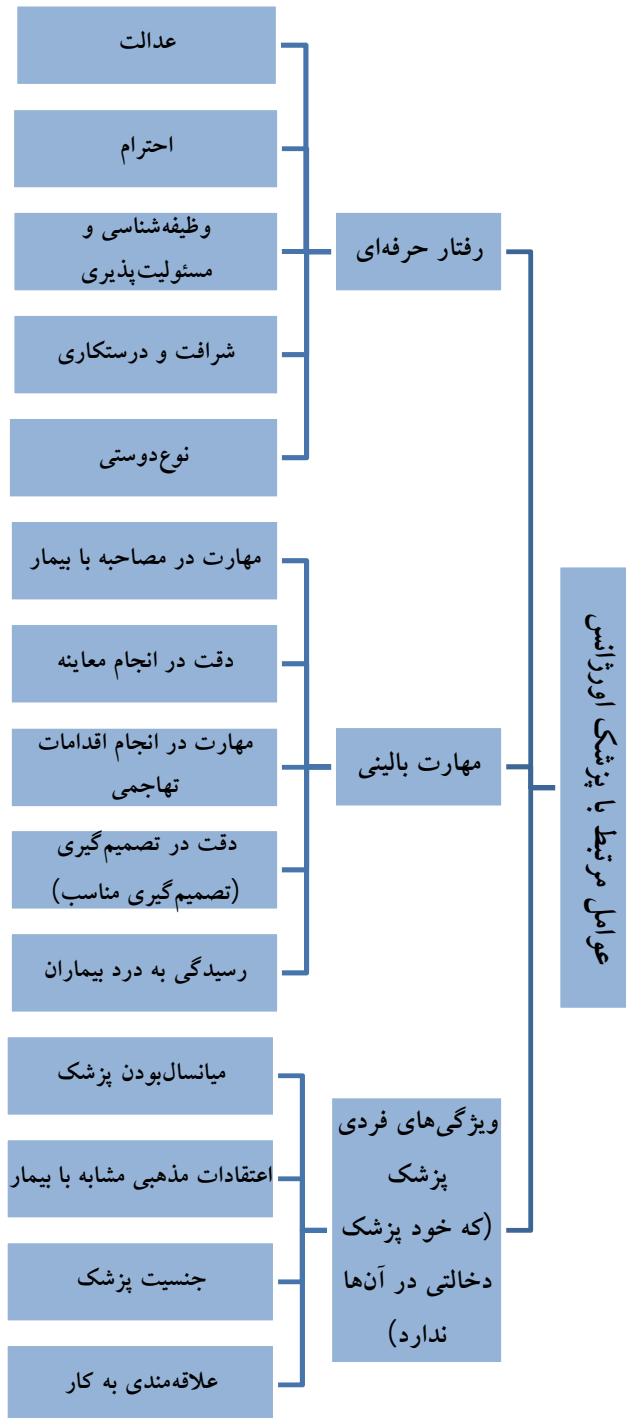 عوامل مرتبط با پزشک اورژانس
رفتار حرفه‌ای
عدالت
احترام
وظیفه‌شناسی و
مسئولیت‌پذیری
شرافت و درستکاری
نوع‌دوستی
مهارت بالینی
مهارت در مصاحبه با بیمار
دقت در انجام معاینه
مهارت در انجام اقدامات
تهاجمی
دقت در تصمیم‌گیری
(تصمیم‌گیری مناسب)
رسیدگی به درد بیماران
ویژگی‌های فردی
پزشک
(که خود پزشک
دخالتی در آن‌ها
ندارد)
میانسال‌بودن پزشک
اعتقادات مذهبی مشابه با بیمار
جنسیت پزشک
علاقه‌مندی به کار